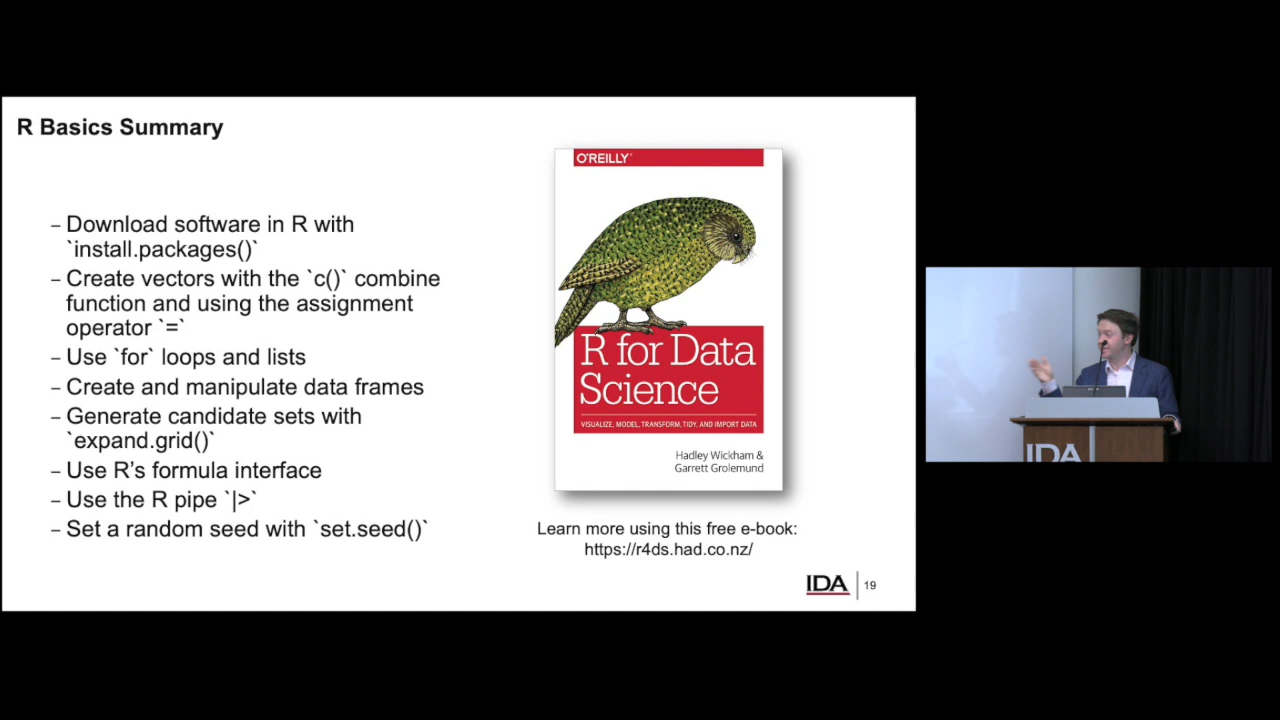 R Basics Summary
– Download software in R with
`install.packages()`
– Create vectors with the `c()` combine
function and using the assignment
operator `=`
– Use `for` loops and lists
– Create and manipulate data frames
– Generate candidate sets with
`expand.grid()`
– Use R’s formula interface
– Use the R pipe `|>`
– Set a random seed with `set.seed()`
O'REILLY®
R for Data
Science
VISUALIZE, MODEL, TRANSFORM, TIDY, AND IMPORT DATA
Hadley Wickham &
Garrett Grolemund
Learn more using this free e-book:
https://r4ds.had.co.nz/
IDA
19
IDA